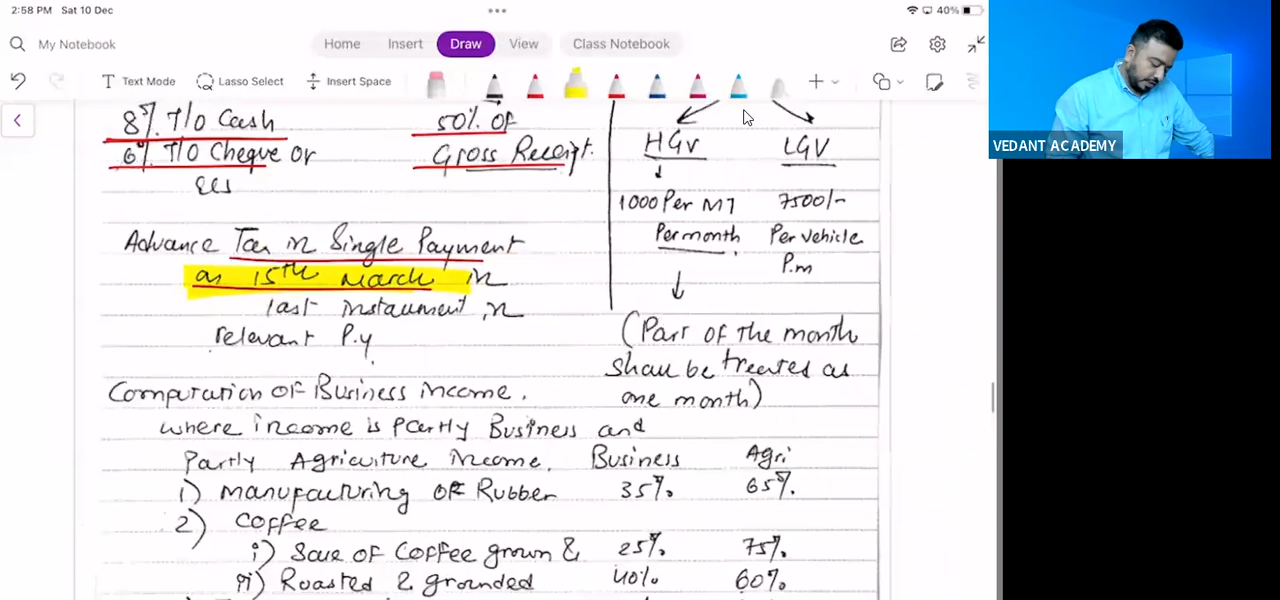 2:58 PM Sat 10 Dec
40%
My Notebook
Home Insert Draw View Class Notebook
Text Mode Lasso Select Insert Space
VEDANT ACADEMY
8% T/O Cash
6% T/O Cheque or
ECS
50% of
Gross Receipt.
HGV LGV
1000 Per MT 7500/-
Per month Per vehicle
P.m
(Part of the month
shall be treated as
one month)
Advance Tax in Single Payment
on 15th March in
last instaument in
relevant P.y
Computation of Business income.
where income is partly Business and
Partly Agriculture Income. Business Agri
1) Manufacturing of Rubber 35% 65%
2) Coffee
i) Sale of Coffee grown & 25% 75%
ii) Roasted & grounded 40% 60%